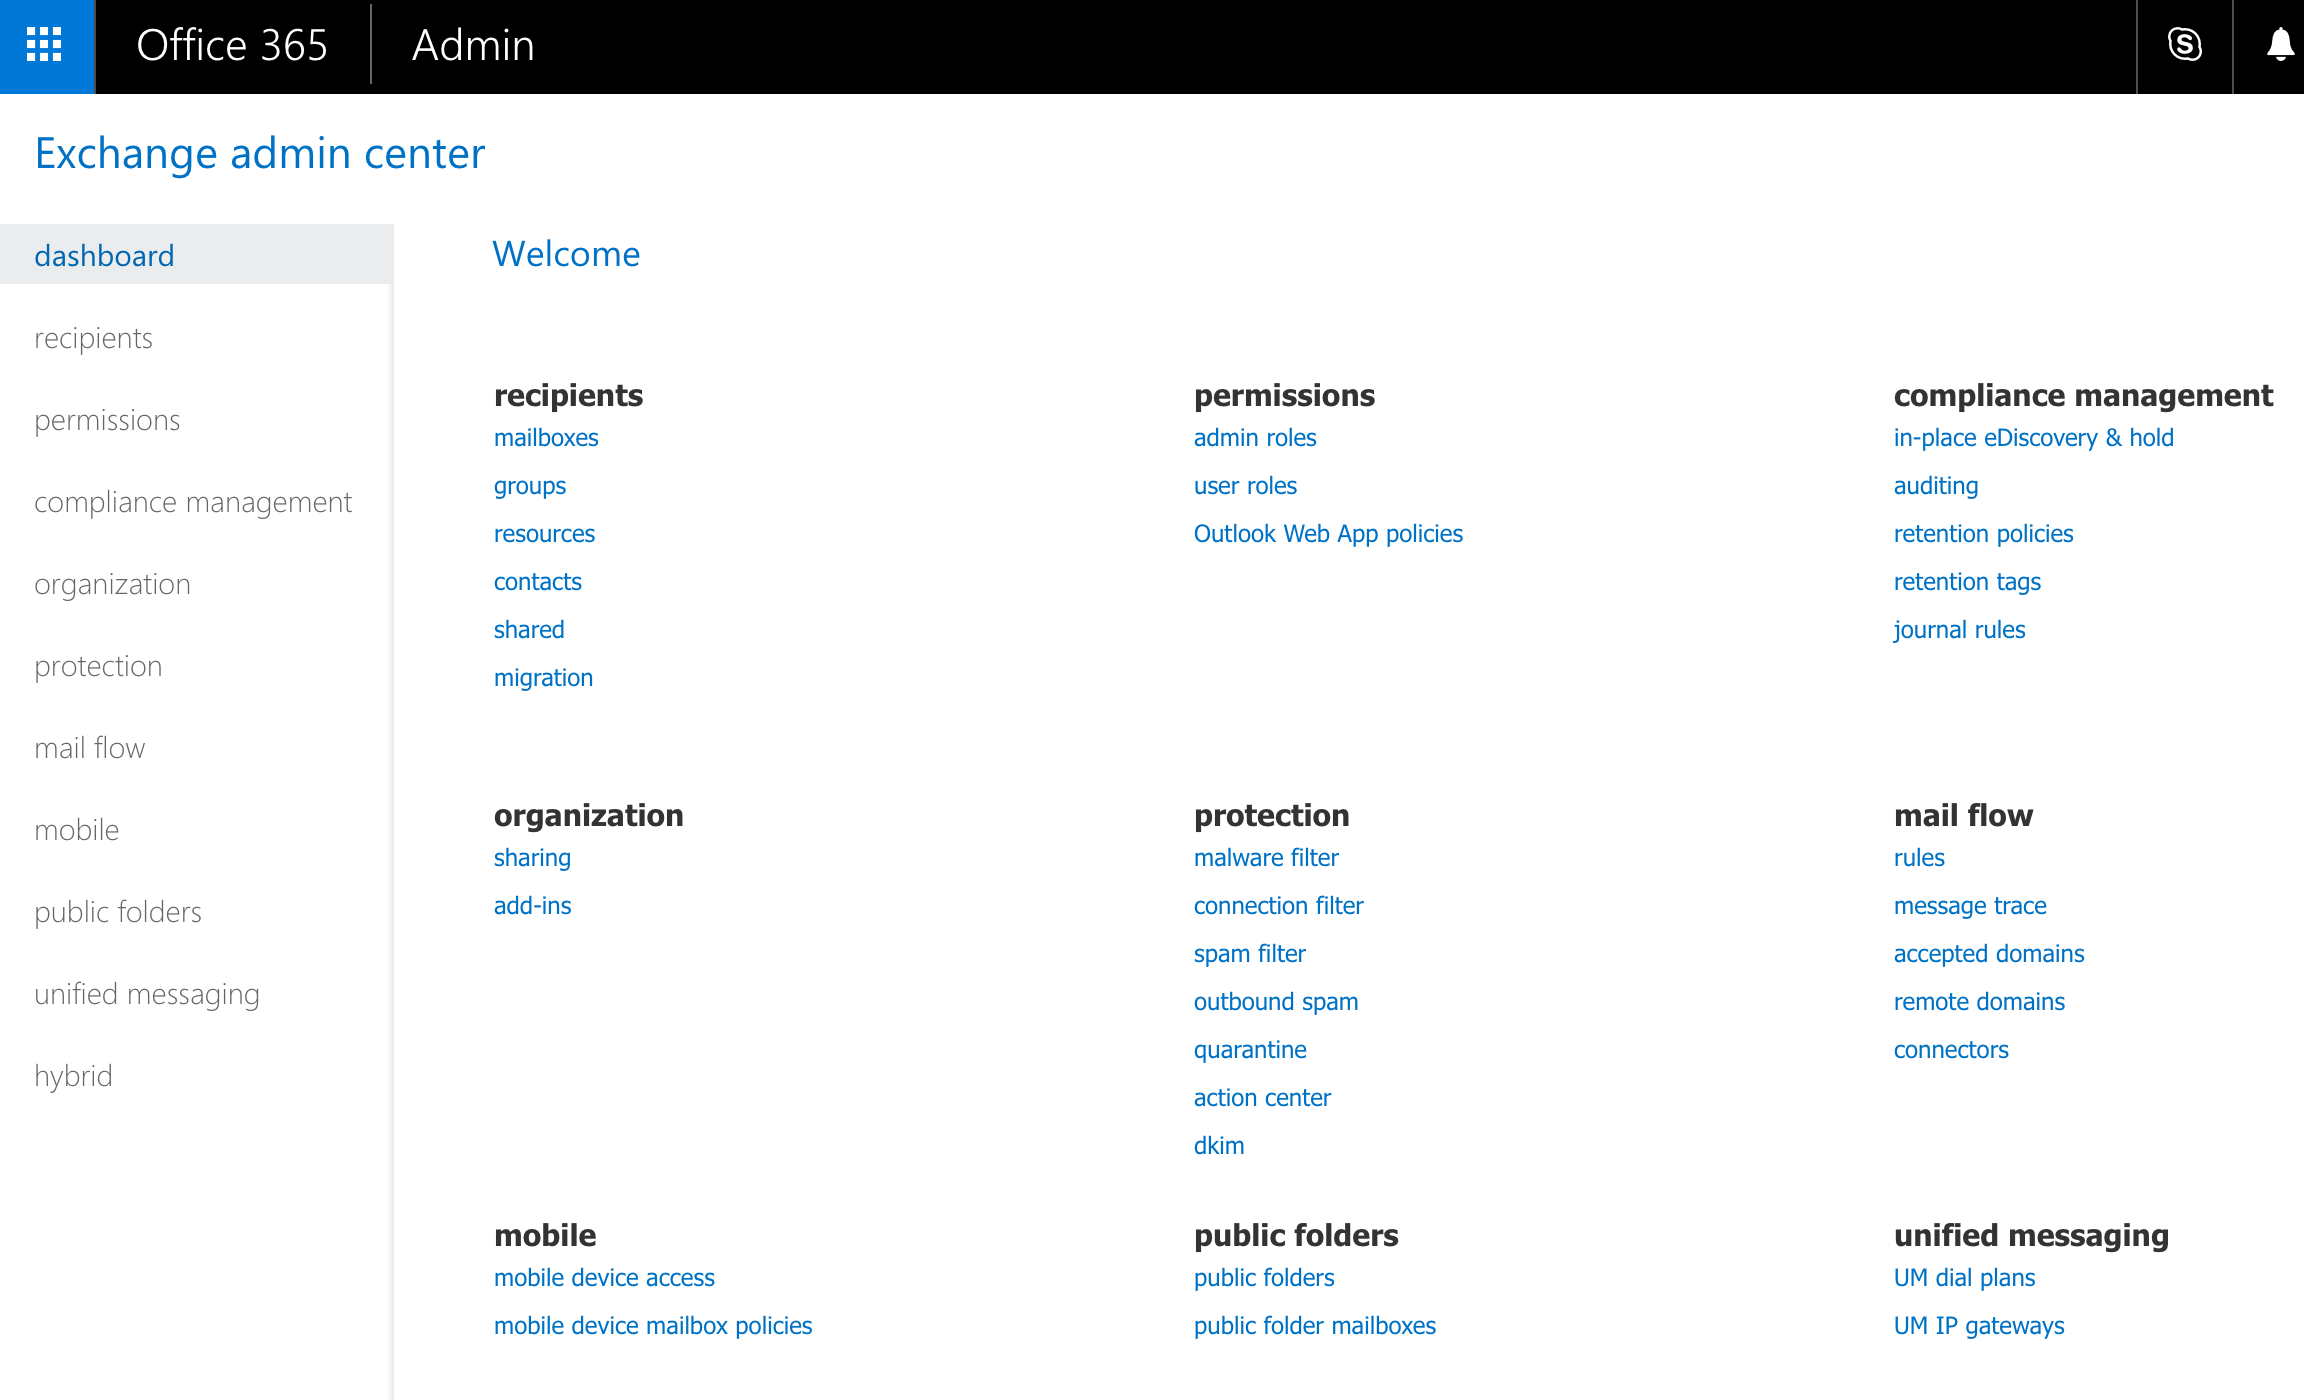 Office 365
Admin
Exchange admin center
dashboard
recipients
permissions
compliance management
organization
protection
mail flow
mobile
public folders
unified messaging
hybrid
Welcome
recipients
mailboxes
groups
resources
contacts
shared
migration
permissions
admin roles
user roles
Outlook Web App policies
compliance management
in-place eDiscovery & hold
auditing
retention policies
retention tags
journal rules
organization
sharing
add-ins
protection
malware filter
connection filter
spam filter
outbound spam
quarantine
action center
dkim
mail flow
rules
message trace
accepted domains
remote domains
connectors
mobile
mobile device access
mobile device mailbox policies
public folders
public folders
public folder mailboxes
unified messaging
UM dial plans
UM IP gateways